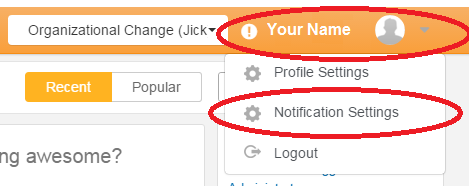 Organizational Change (Jick
! Your Name
Profile Settings
Recent
Popular
Notification Settings
ng awesome?
Logout